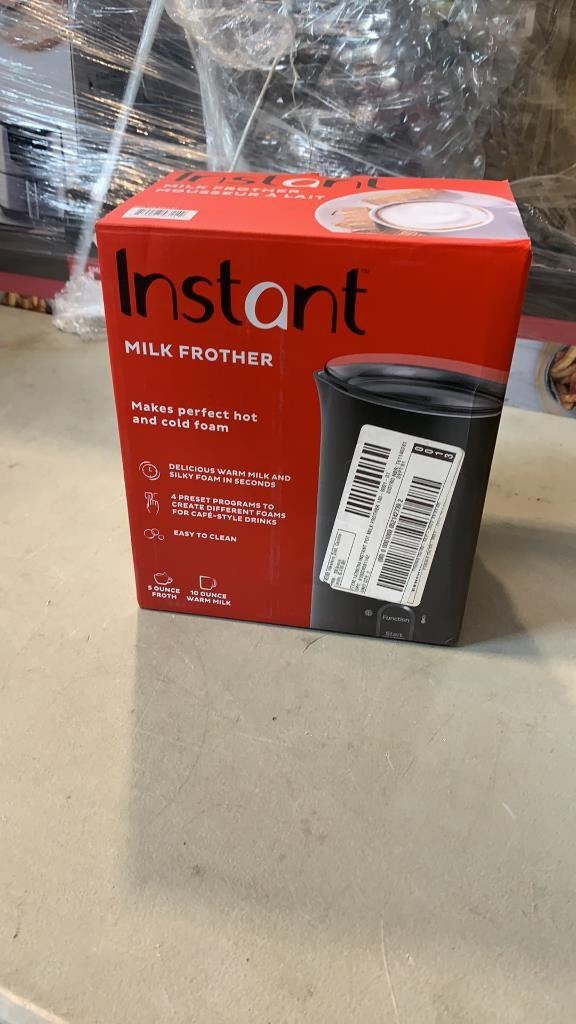 Instant
MILK FROTHER
MOUSSEUR À LAIT
Instant™
MILK FROTHER
Makes perfect hot
and cold foam
DELICIOUS WARM MILK AND
SILKY FOAM IN SECONDS
4 PRESET PROGRAMS TO
CREATE DIFFERENT FOAMS
FOR CAFÉ-STYLE DRINKS
EASY TO CLEAN
5 OUNCE
FROTH
10 OUNCE
WARM MILK
0013
Function
Start